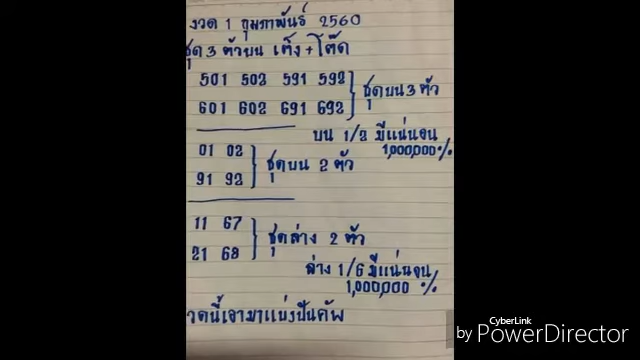 งวด 1 กุมภาพันธ์ 2560
ชุด 3 ตัวบน เต็ง + โต๊ด
501 502 591 592
601 602 691 692
ชุดบน 3 ตัว
บน 1/2 มีแน่นอน
1,000,000 %
01 02
91 92
ชุดบน 2 ตัว
11 67
21 68
ชุดล่าง 2 ตัว
ล่าง 1/6 มีแน่นอน
1,000,000 %
วดนี้เอามาแบ่งปันคัพ
CyberLink
by PowerDirector